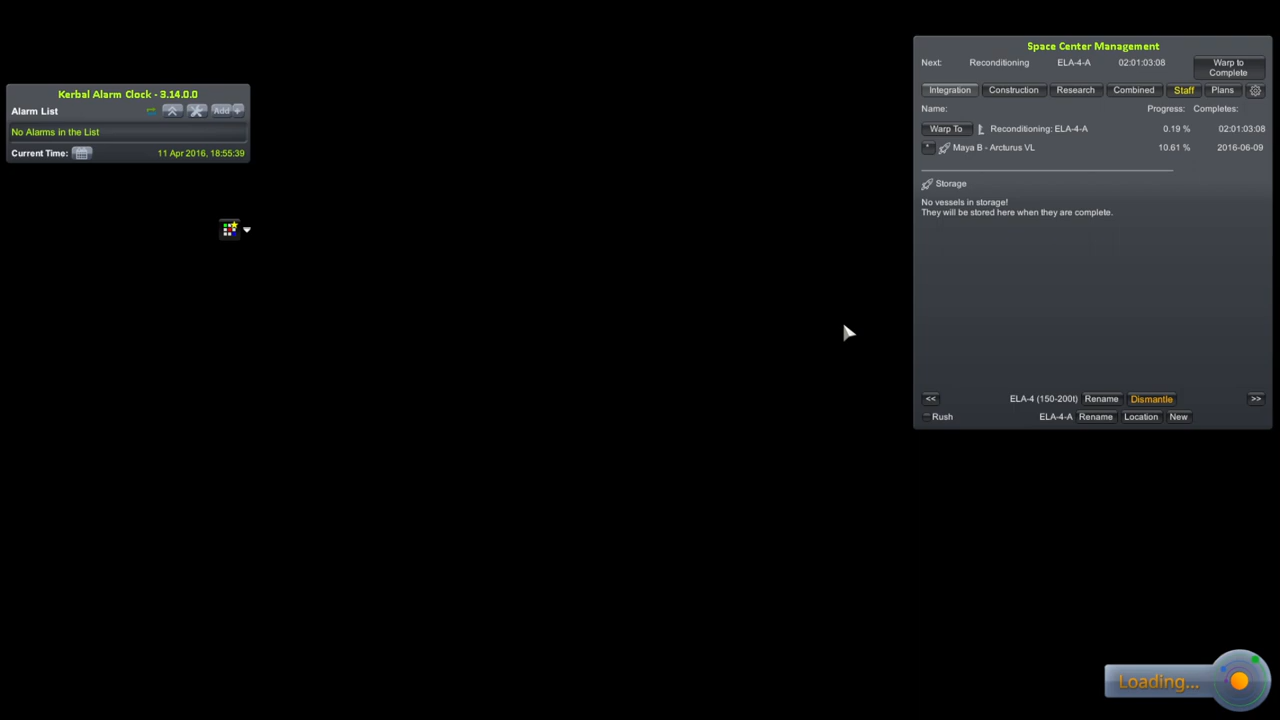 Kerbal Alarm Clock - 3.14.0.0
Alarm List Add +
No Alarms in the List
Current Time: 11 Apr 2016, 18:55:39
Space Center Management
Next: Reconditioning ELA-4-A 02:01:03:08 Warp to Complete
Integration Construction Research Combined Staff Plans
Name: Progress: Completes:
Warp To Reconditioning: ELA-4-A 0.19 % 02:01:03:08
* Maya B - Arcturus VL 10.61 % 2016-06-09
Storage
No vessels in storage!
They will be stored here when they are complete.
<< ELA-4 (150-200t) Rename Dismantle >>
Rush ELA-4-A Rename Location New
Loading...